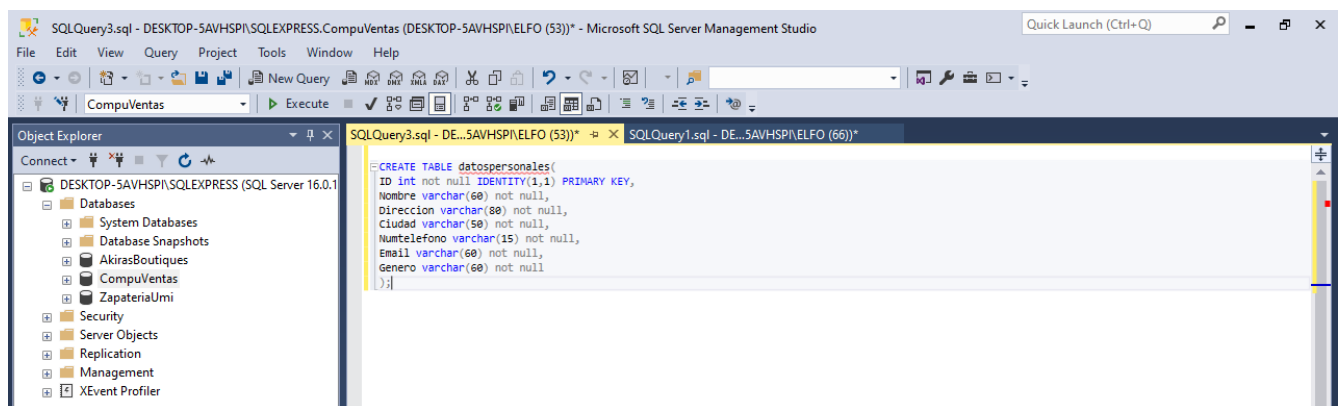 SQLQuery3.sql - DESKTOP-5AVHSPI\SQLEXPRESS.CompuVentas (DESKTOP-5AVHSPI\ELFO (53))* - Microsoft SQL Server Management Studio
Quick Launch (Ctrl+Q)
File Edit View Query Project Tools Window Help
New Query MDX DMX XMLA DAX
CompuVentas Execute
Object Explorer
SQLQuery3.sql - DE...5AVHSPI\ELFO (53))* SQLQuery1.sql - DE...5AVHSPI\ELFO (66))*
Connect
DESKTOP-5AVHSPI\SQLEXPRESS (SQL Server 16.0.1
Databases
System Databases
Database Snapshots
AkirasBoutiques
CompuVentas
ZapateriaUmi
Security
Server Objects
Replication
Management
XEvent Profiler
CREATE TABLE datospersonales(
ID int not null IDENTITY(1,1) PRIMARY KEY,
Nombre varchar(60) not null,
Direccion varchar(80) not null,
Ciudad varchar(50) not null,
Numtelefono varchar(15) not null,
Email varchar(60) not null,
Genero varchar(60) not null
);